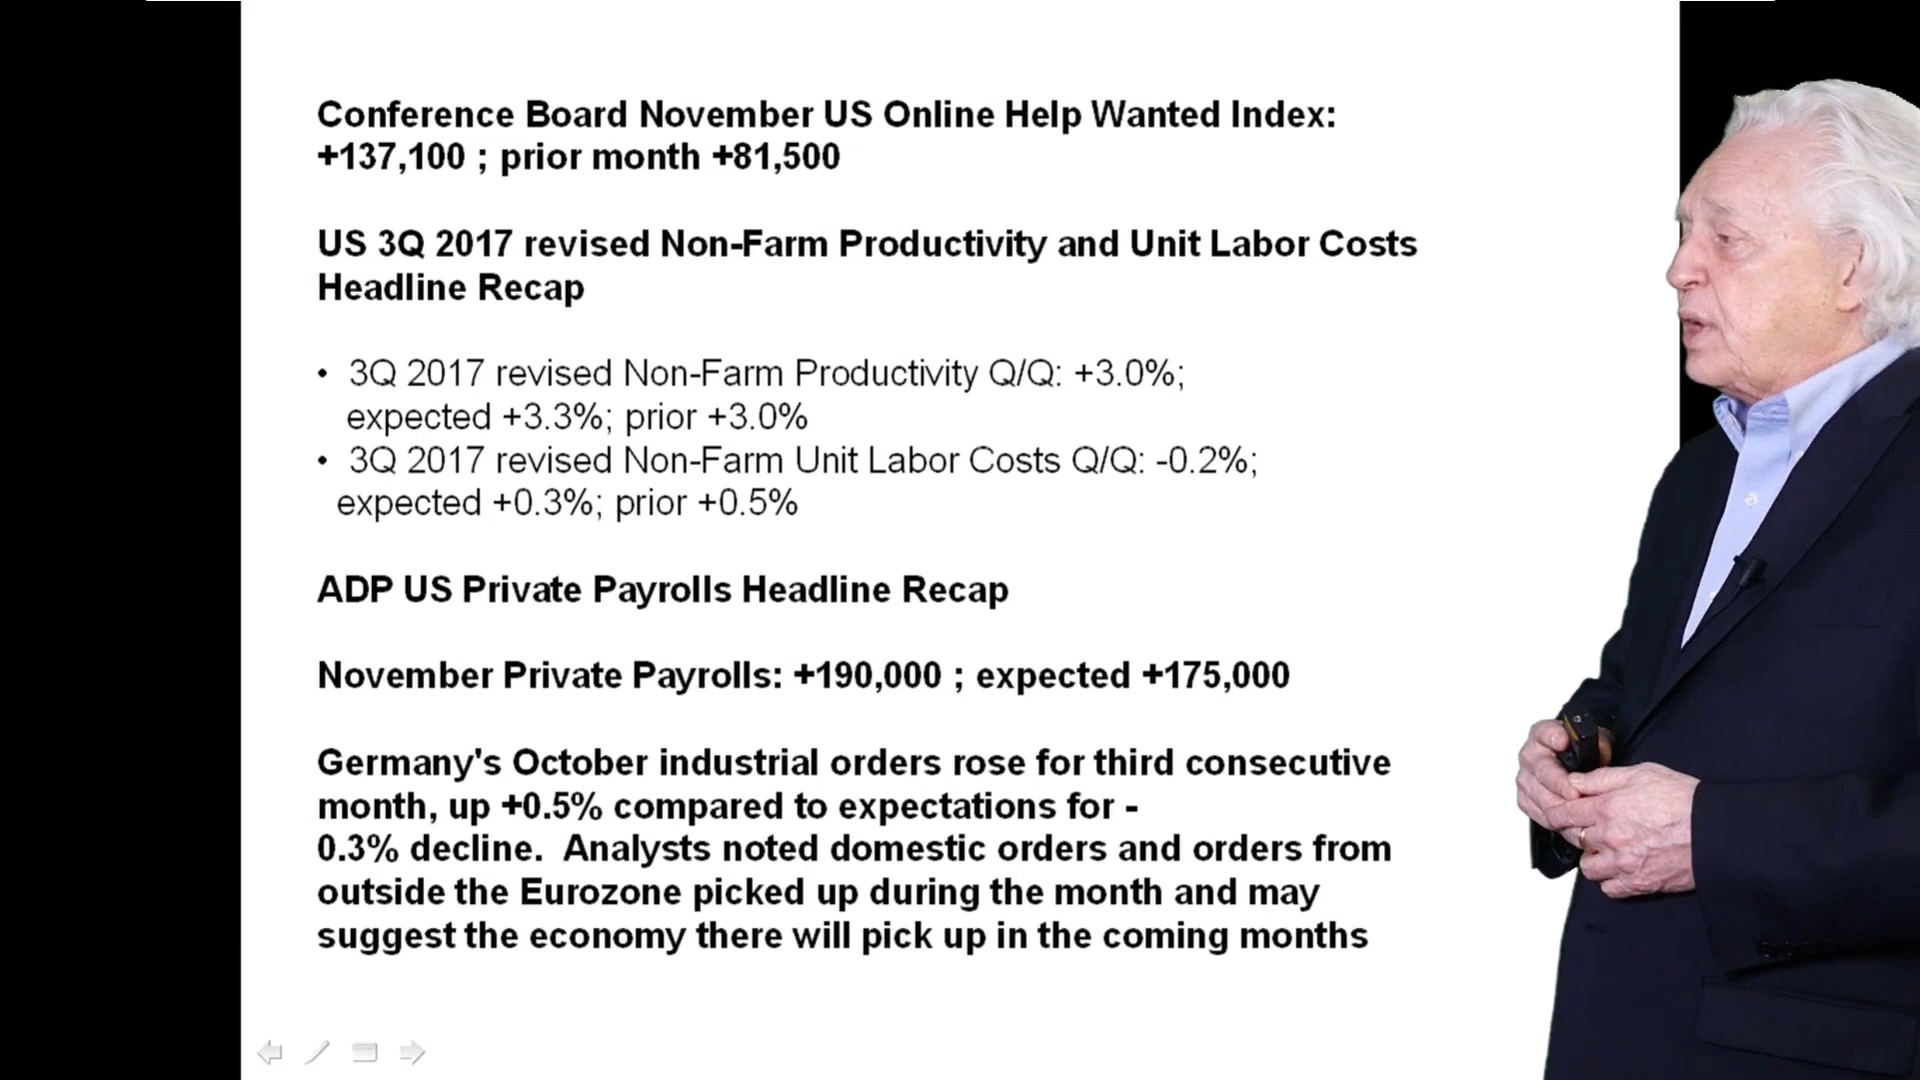 Conference Board November US Online Help Wanted Index:
+137,100 ; prior month +81,500
US 3Q 2017 revised Non-Farm Productivity and Unit Labor Costs
Headline Recap
• 3Q 2017 revised Non-Farm Productivity Q/Q: +3.0%;
expected +3.3%; prior +3.0%
• 3Q 2017 revised Non-Farm Unit Labor Costs Q/Q: -0.2%;
expected +0.3%; prior +0.5%
ADP US Private Payrolls Headline Recap
November Private Payrolls: +190,000 ; expected +175,000
Germany's October industrial orders rose for third consecutive
month, up +0.5% compared to expectations for -
0.3% decline.  Analysts noted domestic orders and orders from
outside the Eurozone picked up during the month and may
suggest the economy there will pick up in the coming months